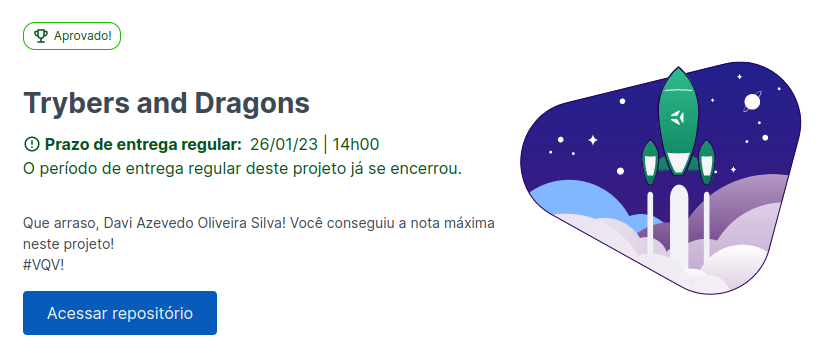 Aprovado!
Trybers and Dragons
Prazo de entrega regular: 26/01/23 | 14h00
O período de entrega regular deste projeto já se encerrou.
Que arraso, Davi Azevedo Oliveira Silva! Você conseguiu a nota máxima
neste projeto!
#VQV!
Acessar repositório